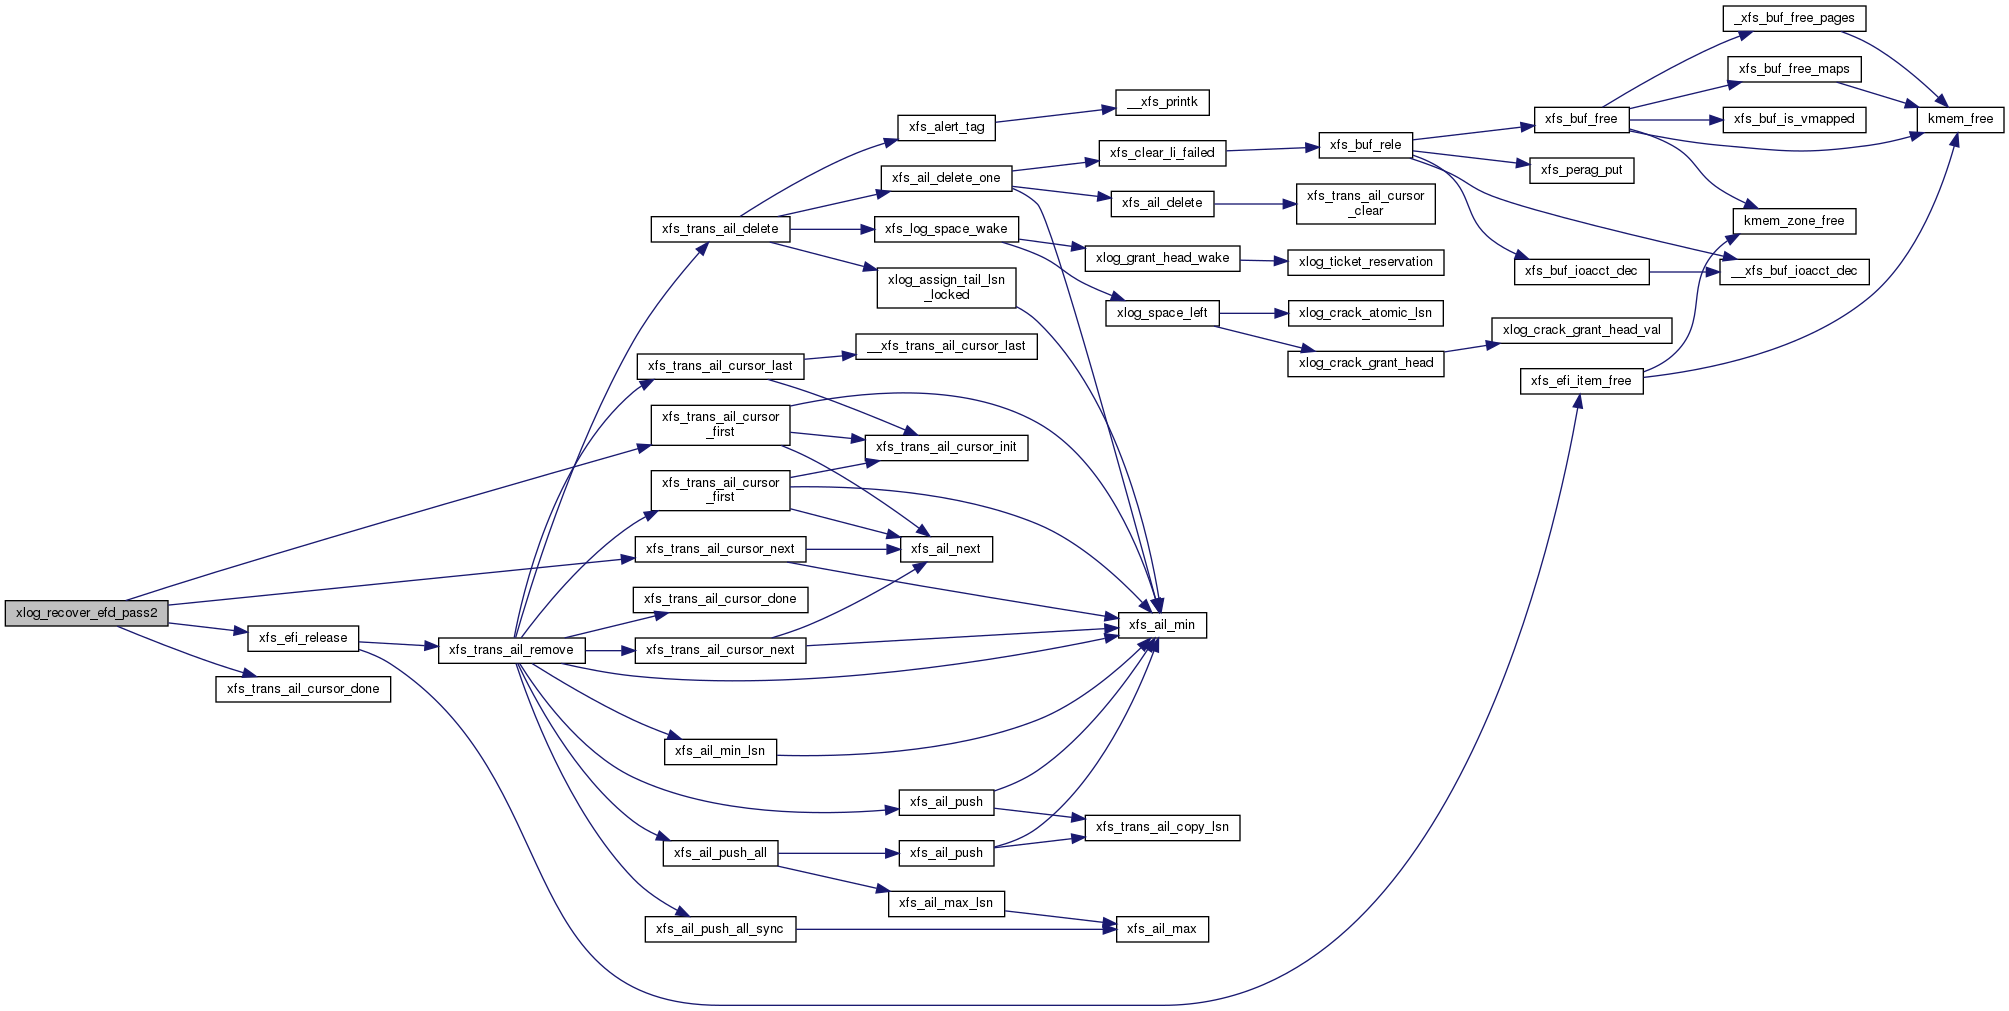 _xfs_buf_free_pages
xfs_buf_free_maps
__xfs_printk
xfs_buf_free
xfs_buf_is_vmapped
kmem_free
xfs_alert_tag
xfs_clear_li_failed
xfs_buf_rele
xfs_perag_put
xfs_ail_delete_one
xfs_ail_delete
xfs_trans_ail_cursor
_clear
kmem_zone_free
xfs_trans_ail_delete
xfs_log_space_wake
xlog_grant_head_wake
xlog_ticket_reservation
xfs_buf_ioacct_dec
__xfs_buf_ioacct_dec
xlog_assign_tail_lsn
_locked
xlog_space_left
xlog_crack_atomic_lsn
xlog_crack_grant_head_val
xfs_trans_ail_cursor_last
__xfs_trans_ail_cursor_last
xlog_crack_grant_head
xfs_efi_item_free
xfs_trans_ail_cursor
_first
xfs_trans_ail_cursor_init
xfs_trans_ail_cursor
_first
xfs_trans_ail_cursor_next
xfs_ail_next
xfs_trans_ail_cursor_done
xlog_recover_efd_pass2
xfs_efi_release
xfs_trans_ail_remove
xfs_trans_ail_cursor_next
xfs_ail_min
xfs_trans_ail_cursor_done
xfs_ail_min_lsn
xfs_ail_push
xfs_trans_ail_copy_lsn
xfs_ail_push_all
xfs_ail_push
xfs_ail_max_lsn
xfs_ail_push_all_sync
xfs_ail_max